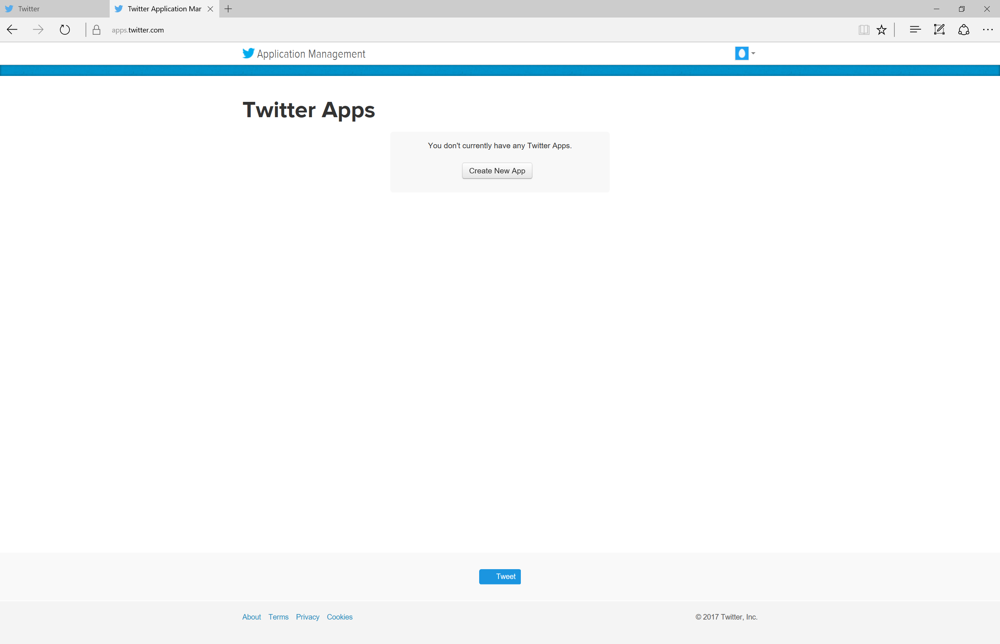 Twitter
Twitter Application Mar
apps.twitter.com
Application Management
Twitter Apps
You don't currently have any Twitter Apps.
Create New App
Tweet
About Terms Privacy Cookies
© 2017 Twitter, Inc.